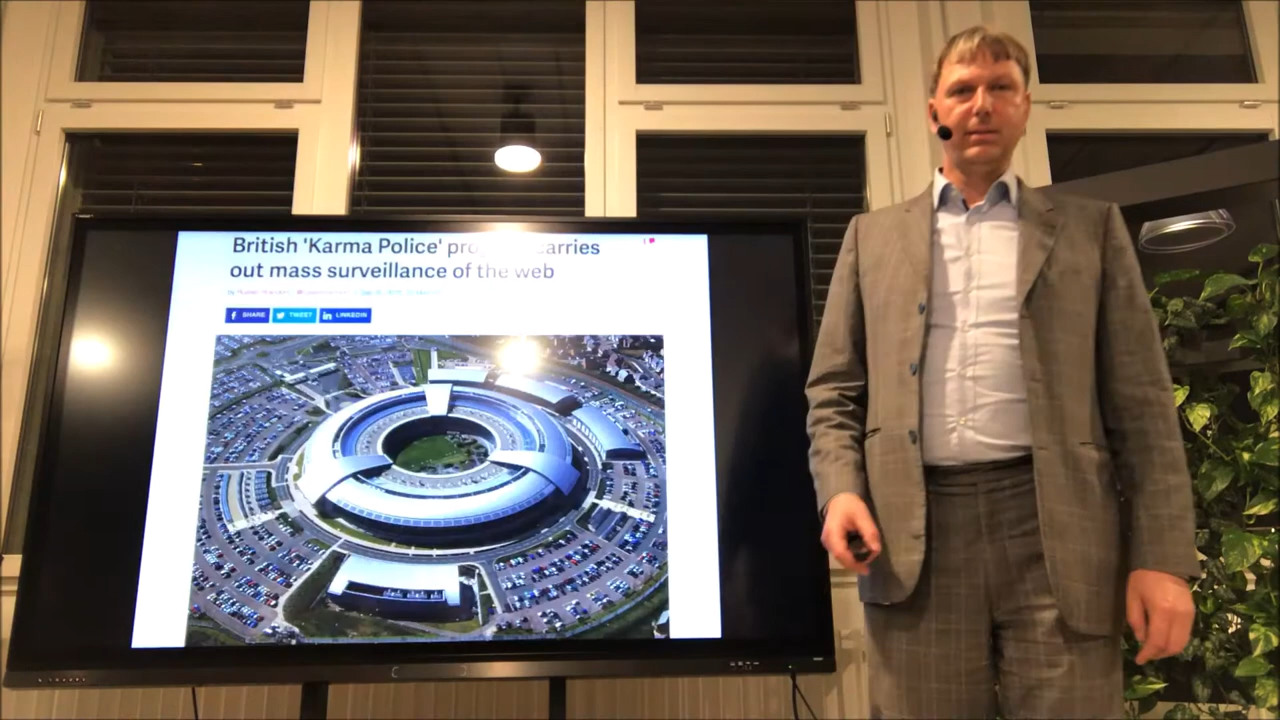 British 'Karma Police' carries
out mass surveillance of the web
SHARE TWEET LINKEDIN